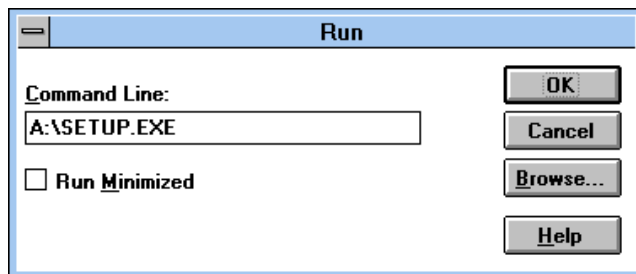 Run
Command Line:
A:\SETUP.EXE
Run Minimized
OK
Cancel
Browse...
Help